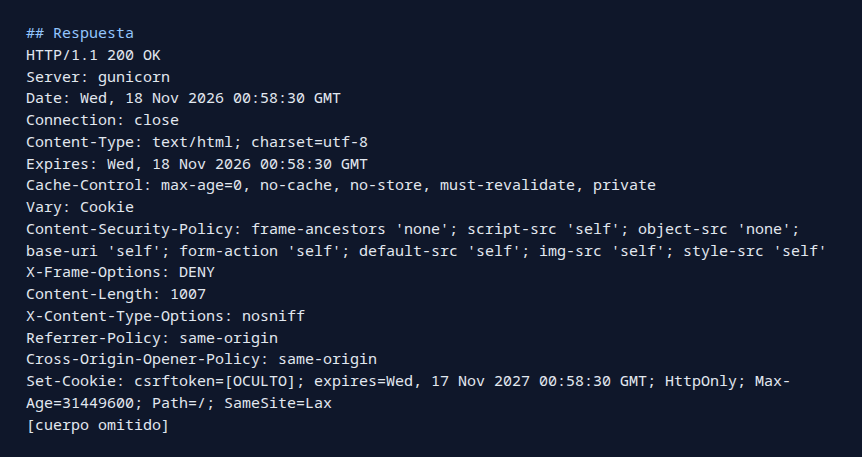 ## Respuesta
HTTP/1.1 200 OK
Server: gunicorn
Date: Wed, 18 Nov 2026 00:58:30 GMT
Connection: close
Content-Type: text/html; charset=utf-8
Expires: Wed, 18 Nov 2026 00:58:30 GMT
Cache-Control: max-age=0, no-cache, no-store, must-revalidate, private
Vary: Cookie
Content-Security-Policy: frame-ancestors 'none'; script-src 'self'; object-src 'none';
base-uri 'self'; form-action 'self'; default-src 'self'; img-src 'self'; style-src 'self'
X-Frame-Options: DENY
Content-Length: 1007
X-Content-Type-Options: nosniff
Referrer-Policy: same-origin
Cross-Origin-Opener-Policy: same-origin
Set-Cookie: csrftoken=[OCULTO]; expires=Wed, 17 Nov 2027 00:58:30 GMT; HttpOnly; Max-
Age=31449600; Path=/; SameSite=Lax
[cuerpo omitido]